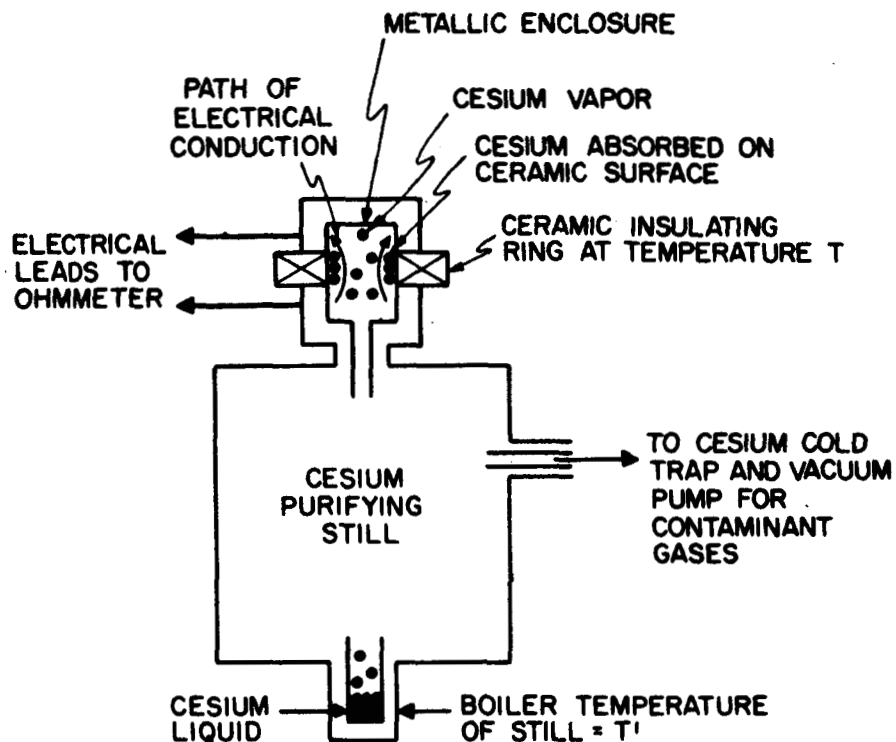 METALLIC ENCLOSURE
PATH OF
ELECTRICAL
CONDUCTION
CESIUM VAPOR
CESIUM ABSORBED ON
CERAMIC SURFACE
ELECTRICAL
LEADS TO
OHMMETER
CERAMIC INSULATING
RING AT TEMPERATURE T
CESIUM
PURIFYING
STILL
TO CESIUM COLD
TRAP AND VACUUM
PUMP FOR
CONTAMINANT
GASES
CESIUM
LIQUID
BOILER TEMPERATURE
OF STILL = T'